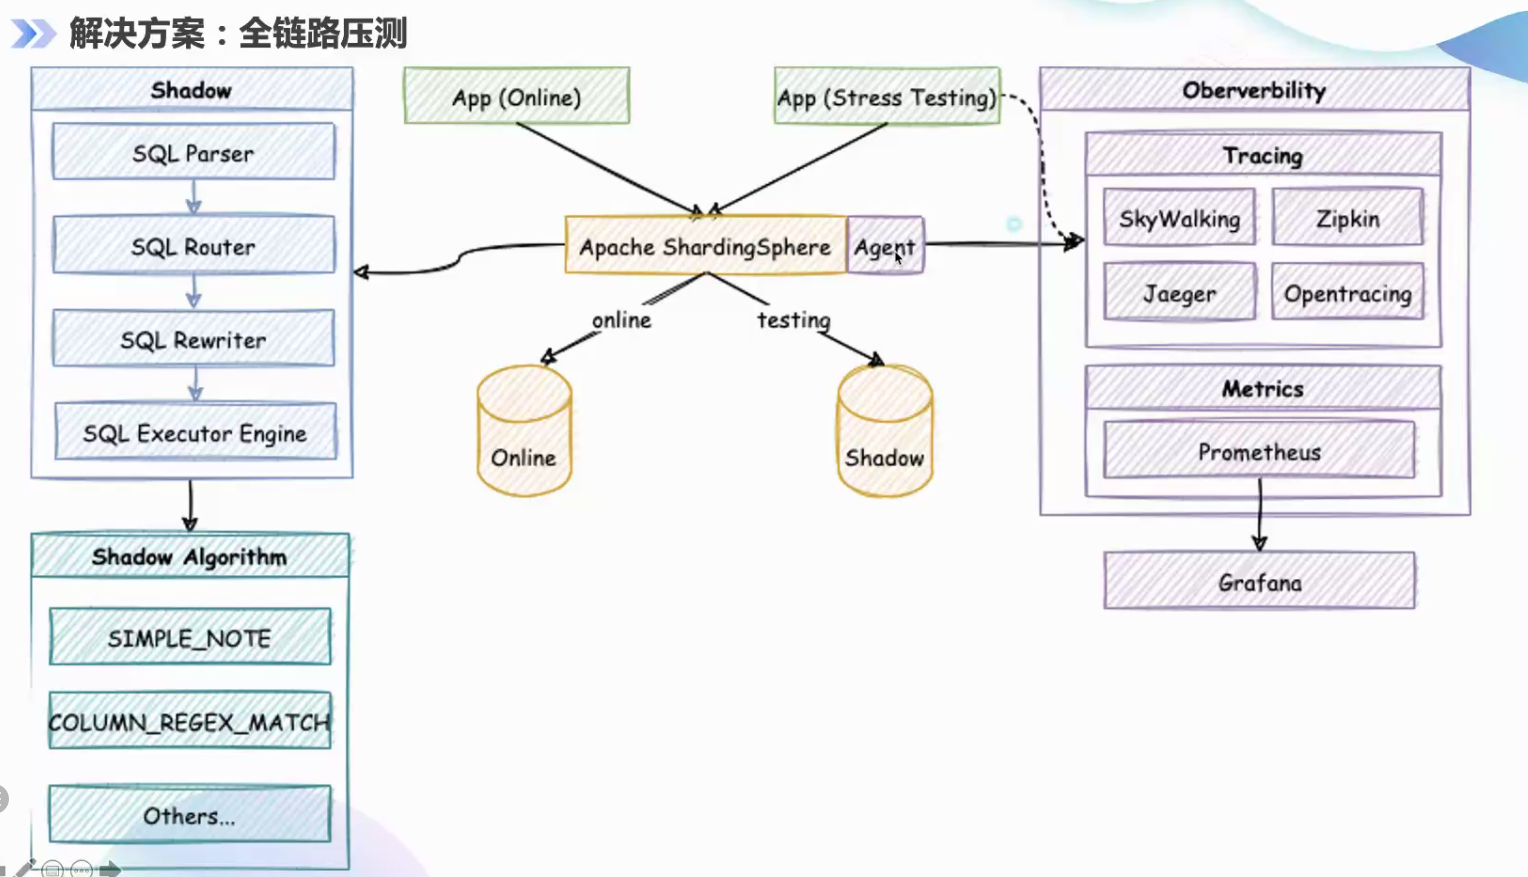 解决方案：全链路压测
Shadow
SQL Parser
SQL Router
SQL Rewriter
SQL Executor Engine
Shadow Algorithm
SIMPLE_NOTE
COLUMN_REGEX_MATCH
Others...
App (Online)
App (Stress Testing)
Apache ShardingSphere
Agent
online
testing
Online
Shadow
Oberverbility
Tracing
SkyWalking
Zipkin
Jaeger
Opentracing
Metrics
Prometheus
Grafana